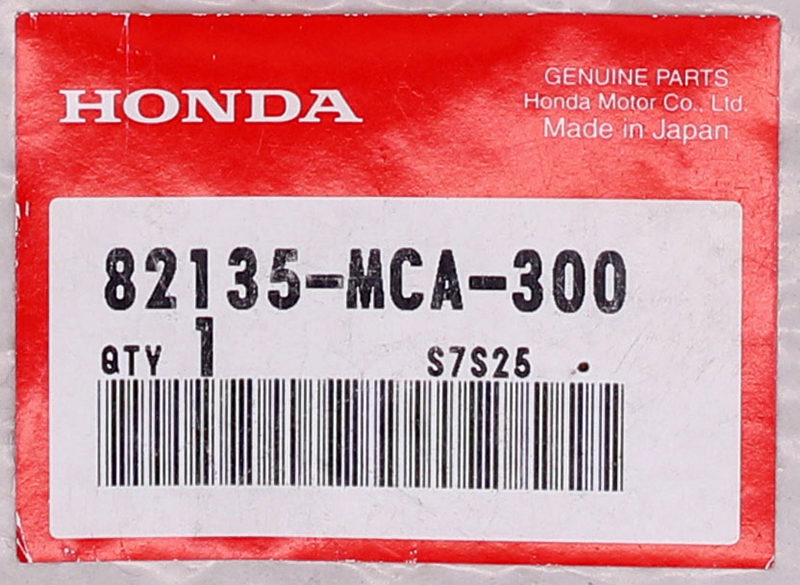 HONDA
GENUINE PARTS
Honda Motor Co., Ltd.
Made in Japan
82135-MCA-300
QTY 1 S7S25